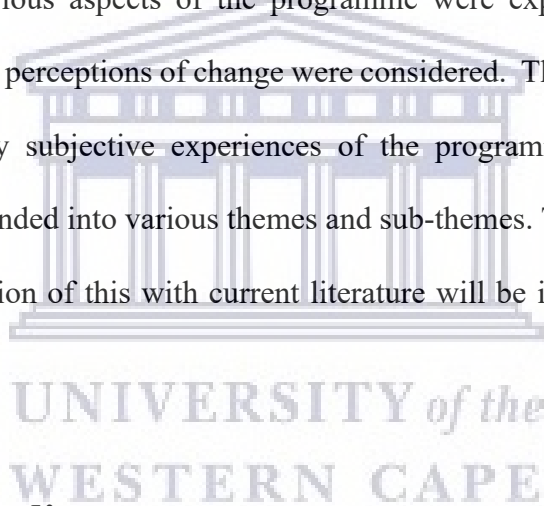 ious aspects of the programme were exp
perceptions of change were considered. Th
y subjective experiences of the program
nded into various themes and sub-themes. T
ion of this with current literature will be i
UNIVERSITY of the
WESTERN CAPE